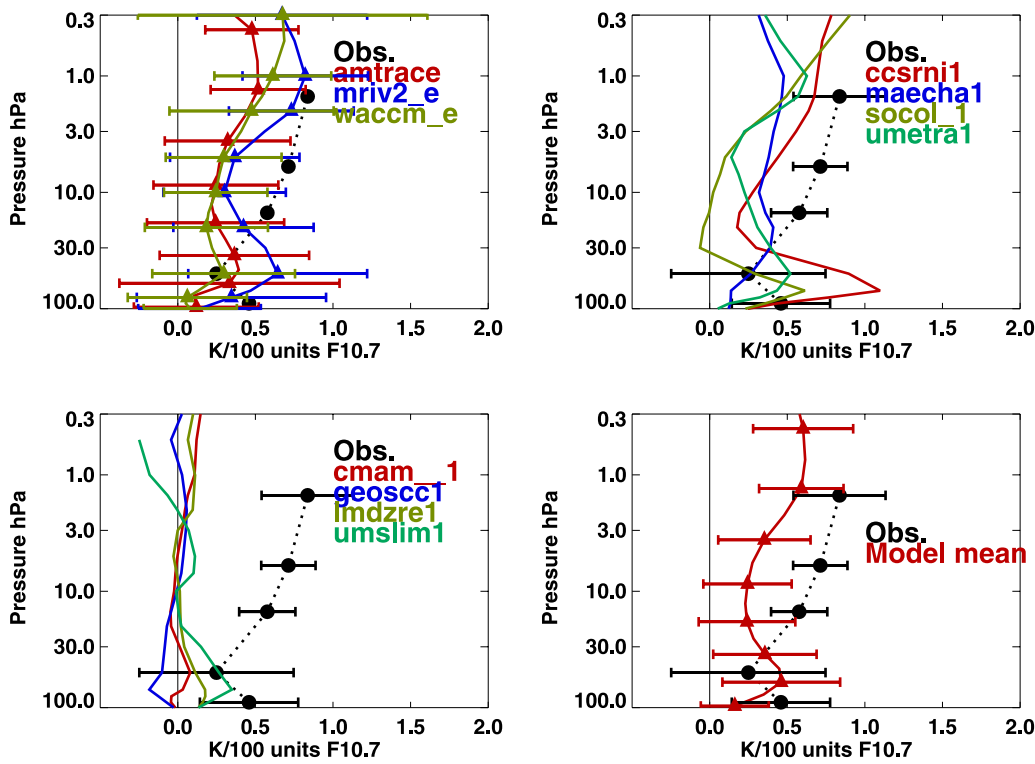 0.3
1.0
3.0
10.0
30.0
100.0
Pressure hPa
Obs.
amtrace
mriv2_e
waccm_e
0.0 0.5 1.0 1.5 2.0
K/100 units F10.7
0.3
1.0
3.0
10.0
30.0
100.0
Pressure hPa
Obs.
ccsrni1
maecha1
socol_1
umetra1
0.0 0.5 1.0 1.5 2.0
K/100 units F10.7
0.3
1.0
3.0
10.0
30.0
100.0
Pressure hPa
Obs.
cmam__1
geoscc1
lmdzre1
umslim1
0.0 0.5 1.0 1.5 2.0
K/100 units F10.7
0.3
1.0
3.0
10.0
30.0
100.0
Pressure hPa
Obs.
Model mean
0.0 0.5 1.0 1.5 2.0
K/100 units F10.7